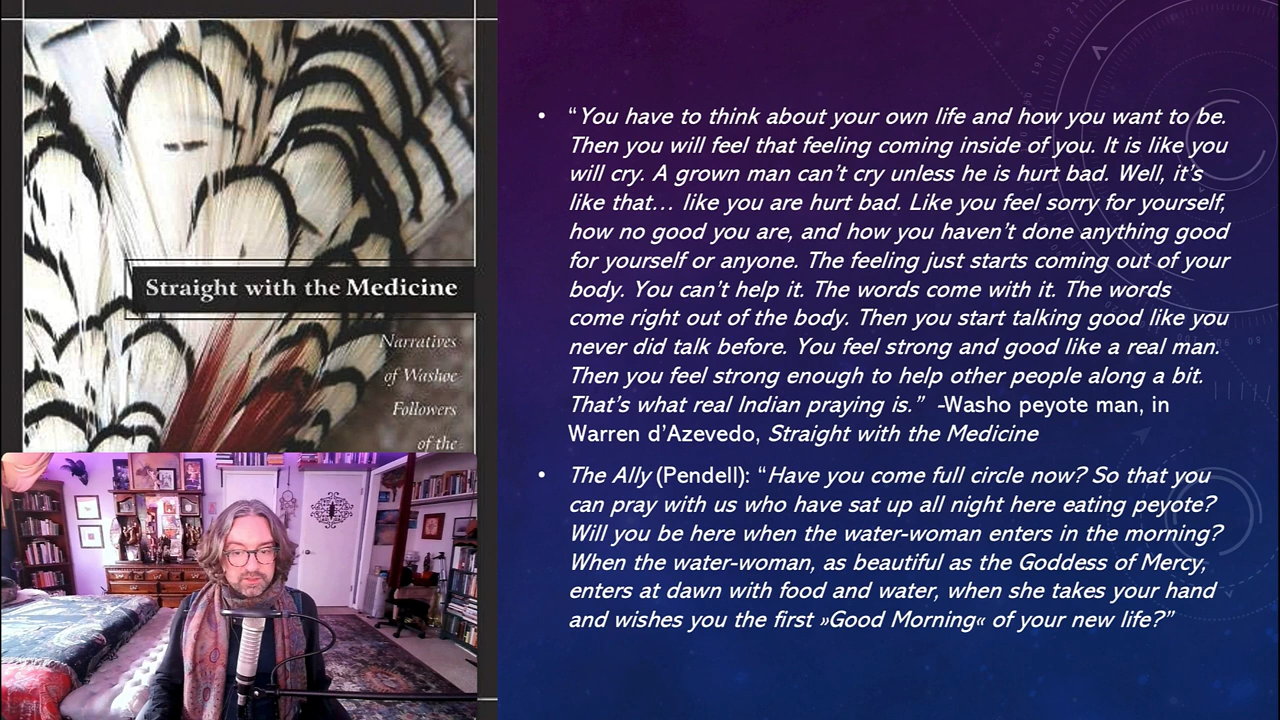 Straight with the Medicine
Narratives
of Washoe
Followers
of the
• “You have to think about your own life and how you want to be.
Then you will feel that feeling coming inside of you. It is like you
will cry. A grown man can’t cry unless he is hurt bad. Well, it’s
like that… like you are hurt bad. Like you feel sorry for yourself,
how no good you are, and how you haven’t done anything good
for yourself or anyone. The feeling just starts coming out of your
body. You can’t help it. The words come with it. The words
come right out of the body. Then you start talking good like you
never did talk before. You feel strong and good like a real man.
Then you feel strong enough to help other people along a bit.
That’s what real Indian praying is.” -Washo peyote man, in
Warren d’Azevedo, Straight with the Medicine
• The Ally (Pendell): “Have you come full circle now? So that you
can pray with us who have sat up all night here eating peyote?
Will you be here when the water-woman enters in the morning?
When the water-woman, as beautiful as the Goddess of Mercy,
enters at dawn with food and water, when she takes your hand
and wishes you the first »Good Morning« of your new life?”